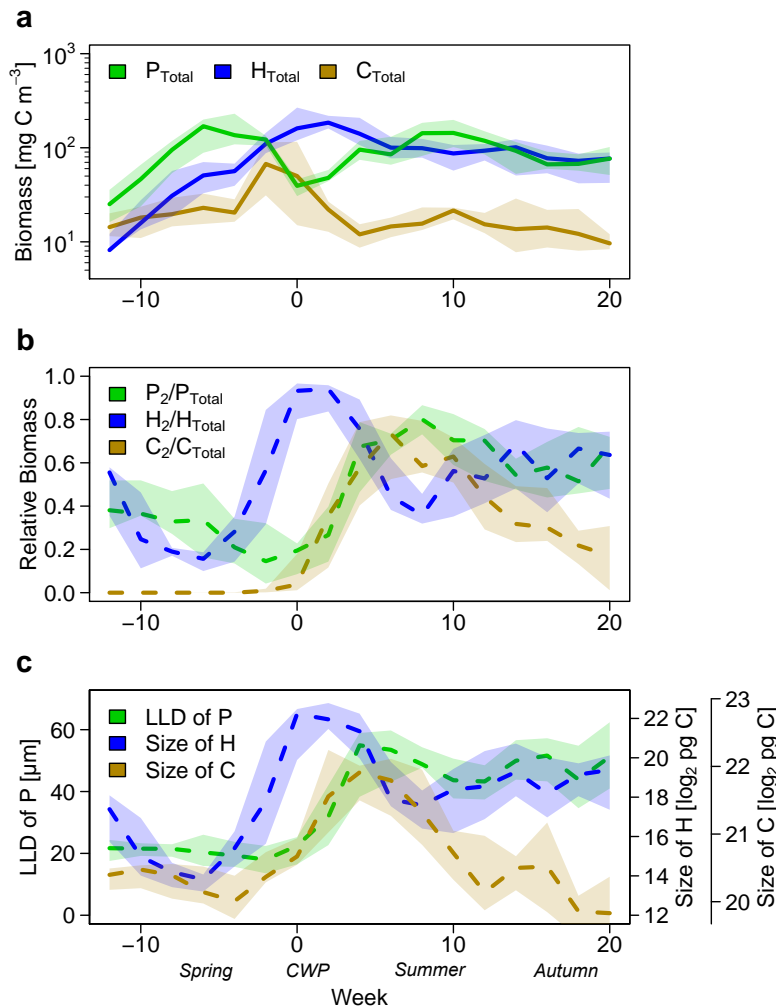 a
Biomass [mg C m⁻³]
10³
10²
10¹
P_Total H_Total C_Total
−10 0 10 20
b
Relative Biomass
1.0
0.8
0.6
0.4
0.2
0.0
P₂/P_Total
H₂/H_Total
C₂/C_Total
−10 0 10 20
c
LLD of P [µm]
60
40
20
0
LLD of P
Size of H
Size of C
22
20
18
16
14
12
Size of H [log₂ pg C]
23
22
21
20
Size of C [log₂ pg C]
−10 0 10 20
Spring CWP Summer Autumn
Week